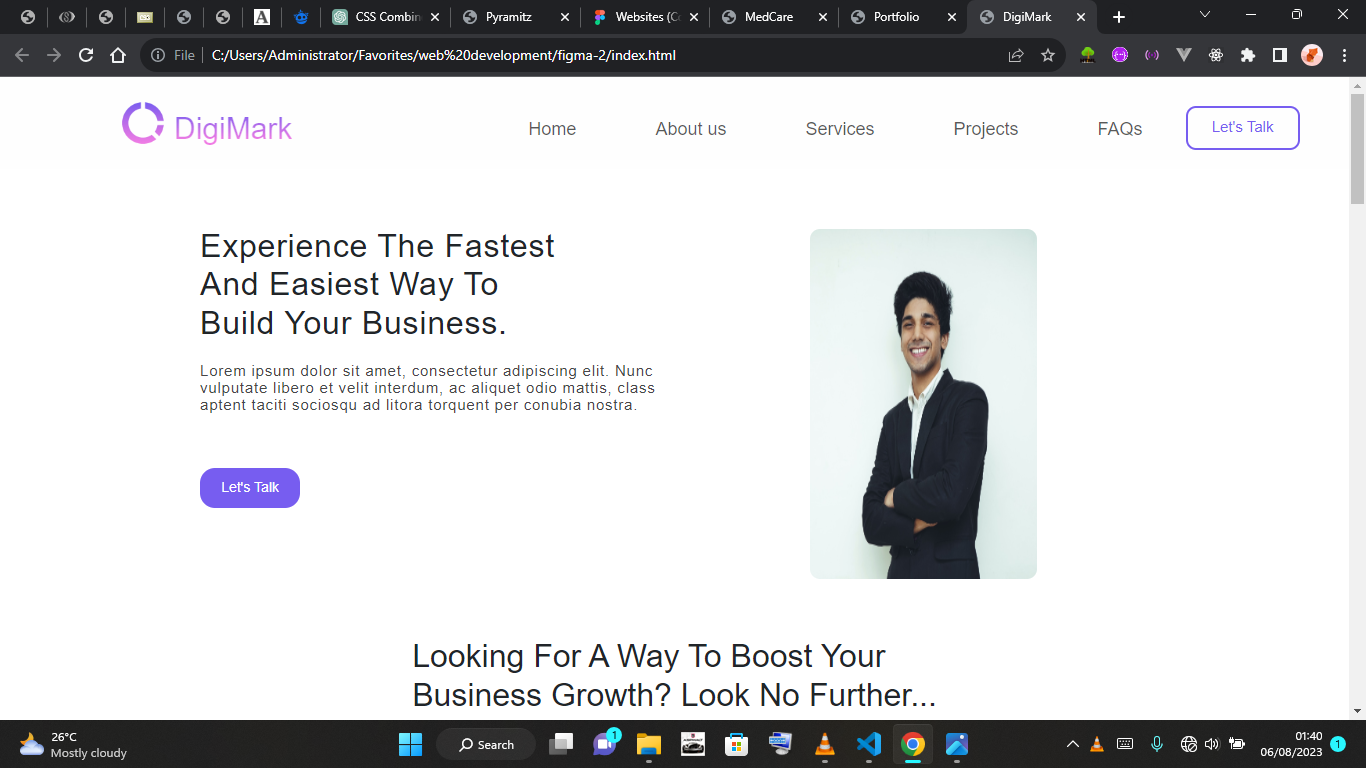 CSS Combin
Pyramitz
Websites (Co
MedCare
Portfolio
DigiMark
File
C:/Users/Administrator/Favorites/web%20development/figma-2/index.html
DigiMark
Home
About us
Services
Projects
FAQs
Let's Talk
Experience The Fastest
And Easiest Way To
Build Your Business.
Lorem ipsum dolor sit amet, consectetur adipiscing elit. Nunc
vulputate libero et velit interdum, ac aliquet odio mattis, class
aptent taciti sociosqu ad litora torquent per conubia nostra.
Let's Talk
Looking For A Way To Boost Your
Business Growth? Look No Further...
26°C
Mostly cloudy
Search
1
01:40
06/08/2023
1